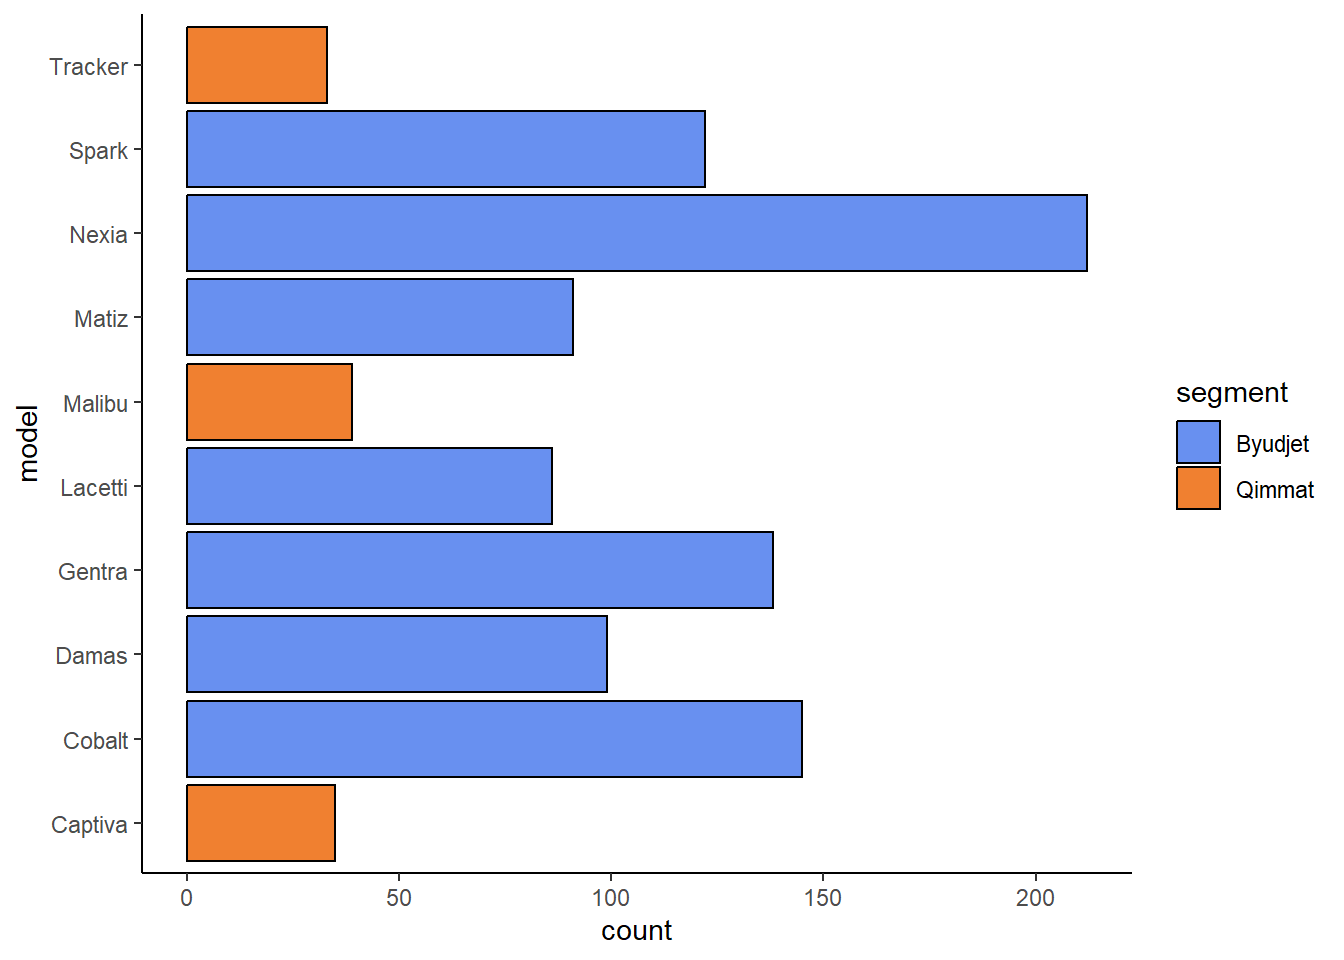 Tracker
Spark
Nexia
Matiz
Malibu
Lacetti
Gentra
Damas
Cobalt
Captiva
model
0 50 100 150 200
count
segment
Byudjet
Qimmat